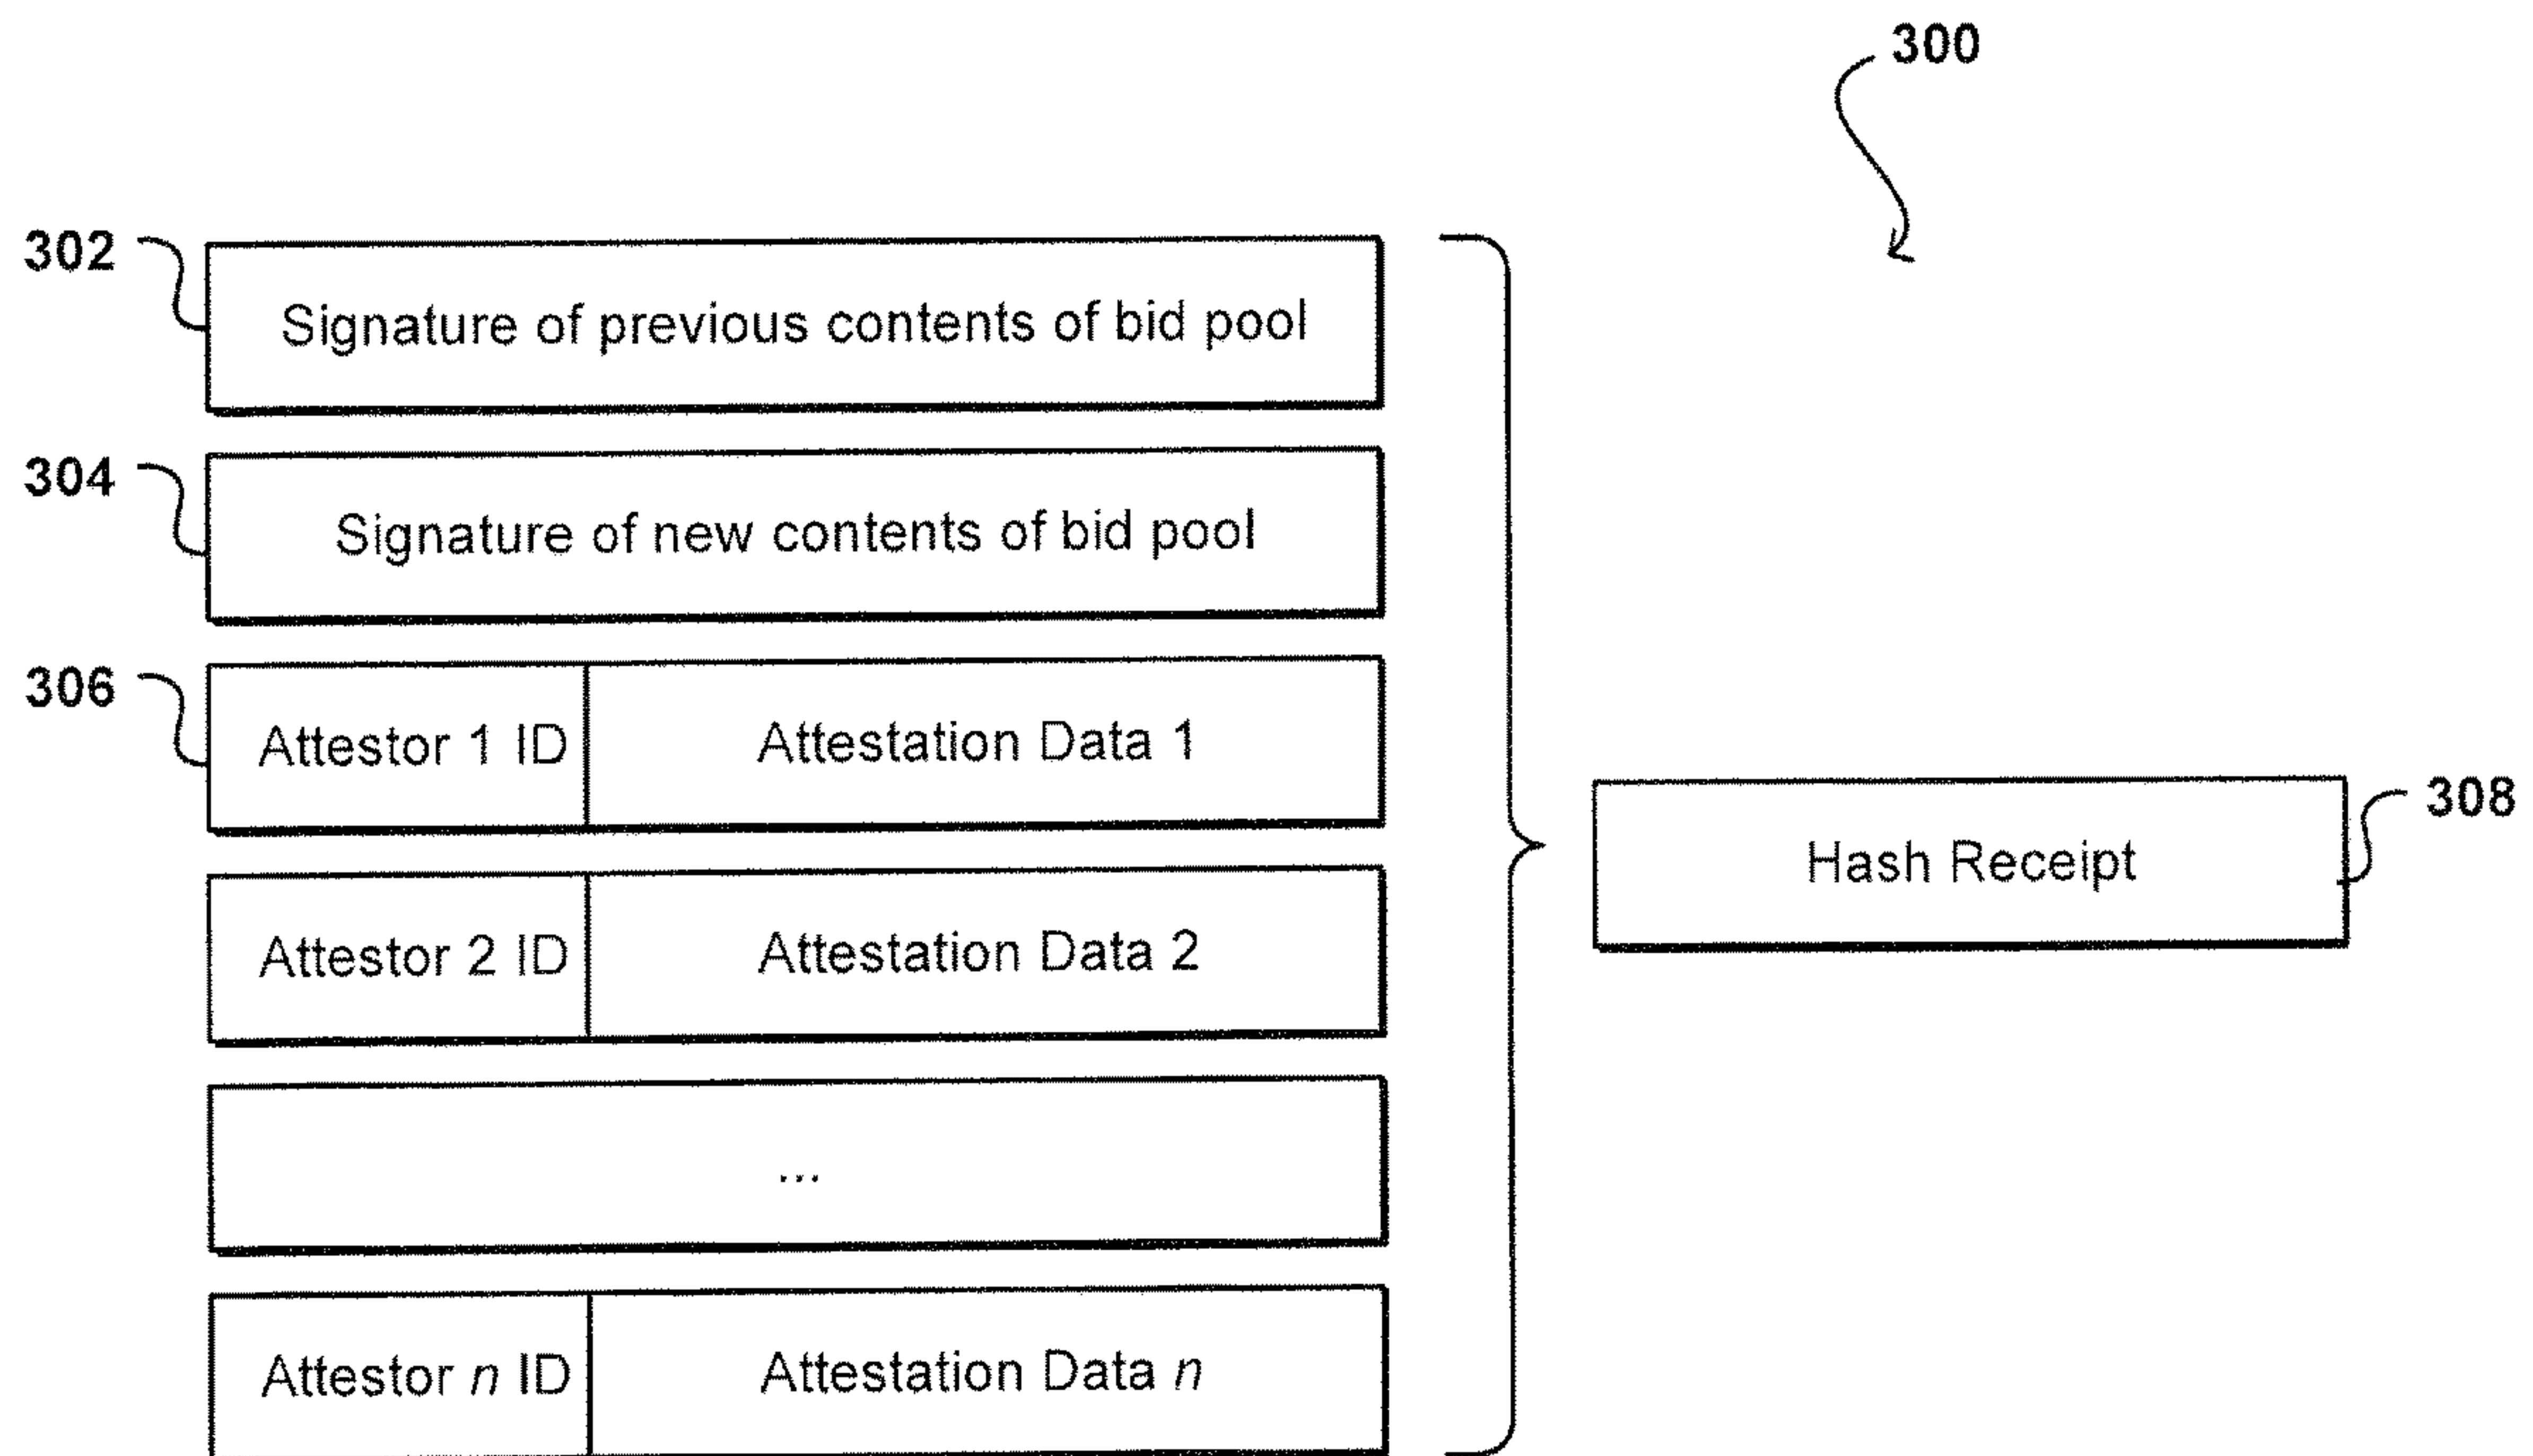 300
302
Signature of previous contents of bid pool
304
Signature of new contents of bid pool
306
Attestor 1 ID Attestation Data 1
308
Hash Receipt
Attestor 2 ID Attestation Data 2
...
Attestor n ID Attestation Data n